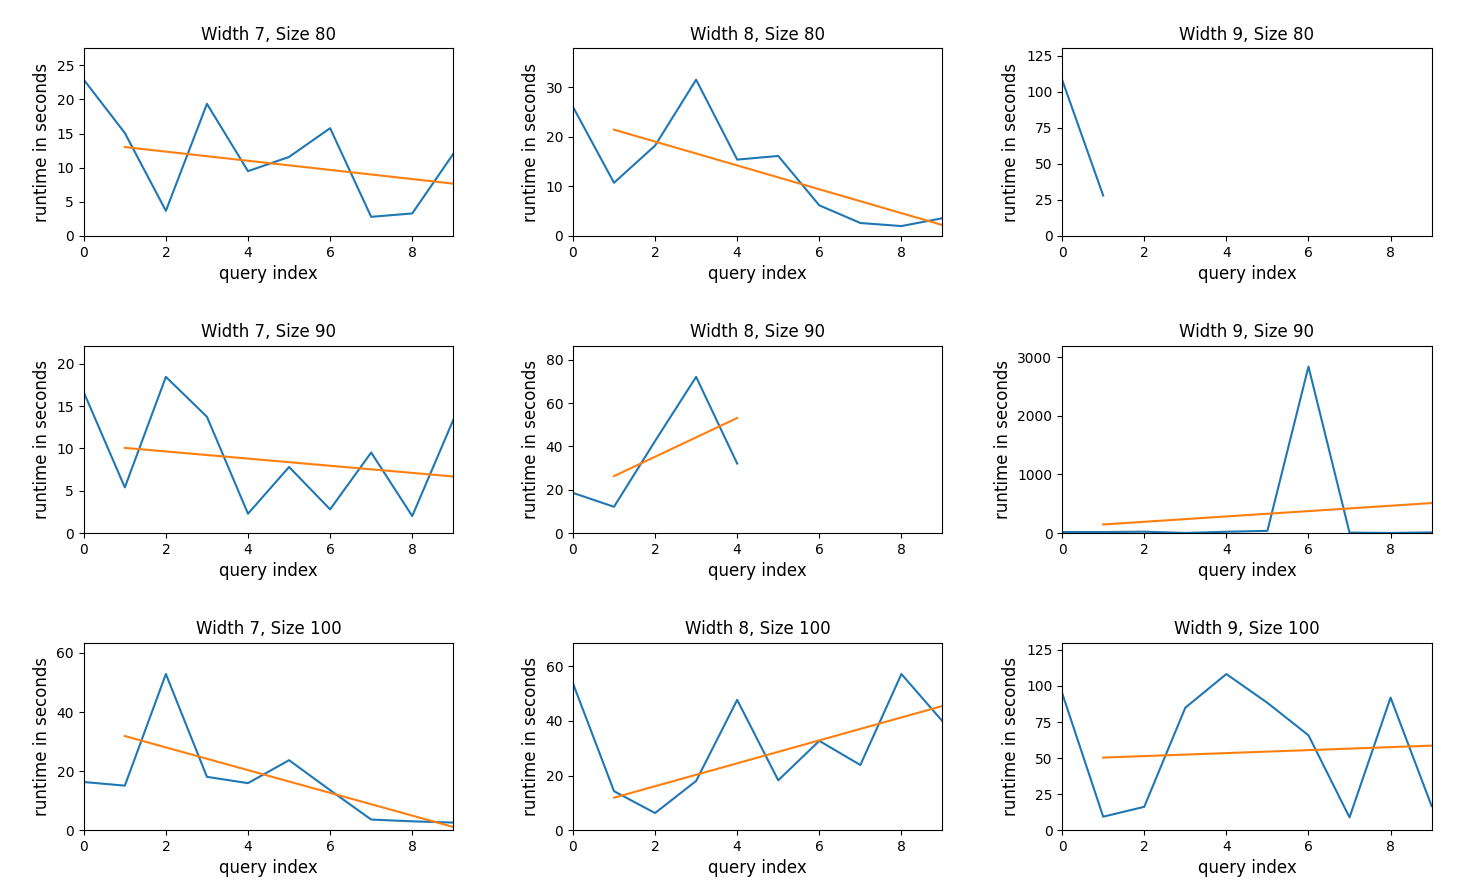 Width 7, Size 80
runtime in seconds
25
20
15
10
5
0
0 2 4 6 8
query index
Width 8, Size 80
runtime in seconds
30
20
10
0
0 2 4 6 8
query index
Width 9, Size 80
runtime in seconds
125
100
75
50
25
0
0 2 4 6 8
query index
Width 7, Size 90
runtime in seconds
20
15
10
5
0
0 2 4 6 8
query index
Width 8, Size 90
runtime in seconds
80
60
40
20
0
0 2 4 6 8
query index
Width 9, Size 90
runtime in seconds
3000
2000
1000
0
0 2 4 6 8
query index
Width 7, Size 100
runtime in seconds
60
40
20
0
0 2 4 6 8
query index
Width 8, Size 100
runtime in seconds
60
40
20
0
0 2 4 6 8
query index
Width 9, Size 100
runtime in seconds
125
100
75
50
25
0
0 2 4 6 8
query index